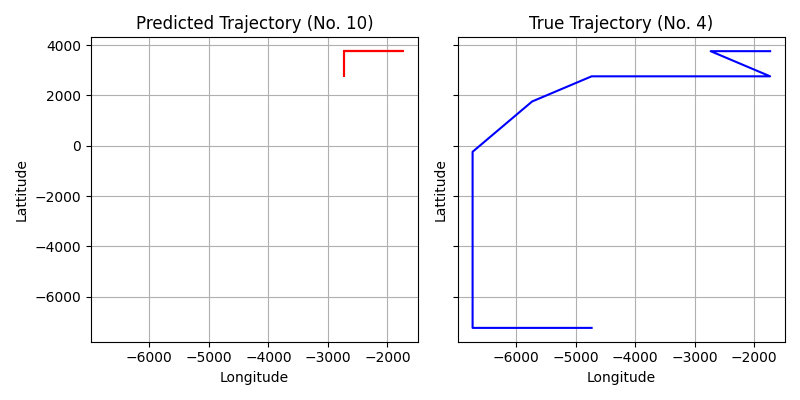 Predicted Trajectory (No. 10)
4000
2000
0
−2000
−4000
−6000
Lattitude
−6000 −5000 −4000 −3000 −2000
Longitude
True Trajectory (No. 4)
Lattitude
−6000 −5000 −4000 −3000 −2000
Longitude